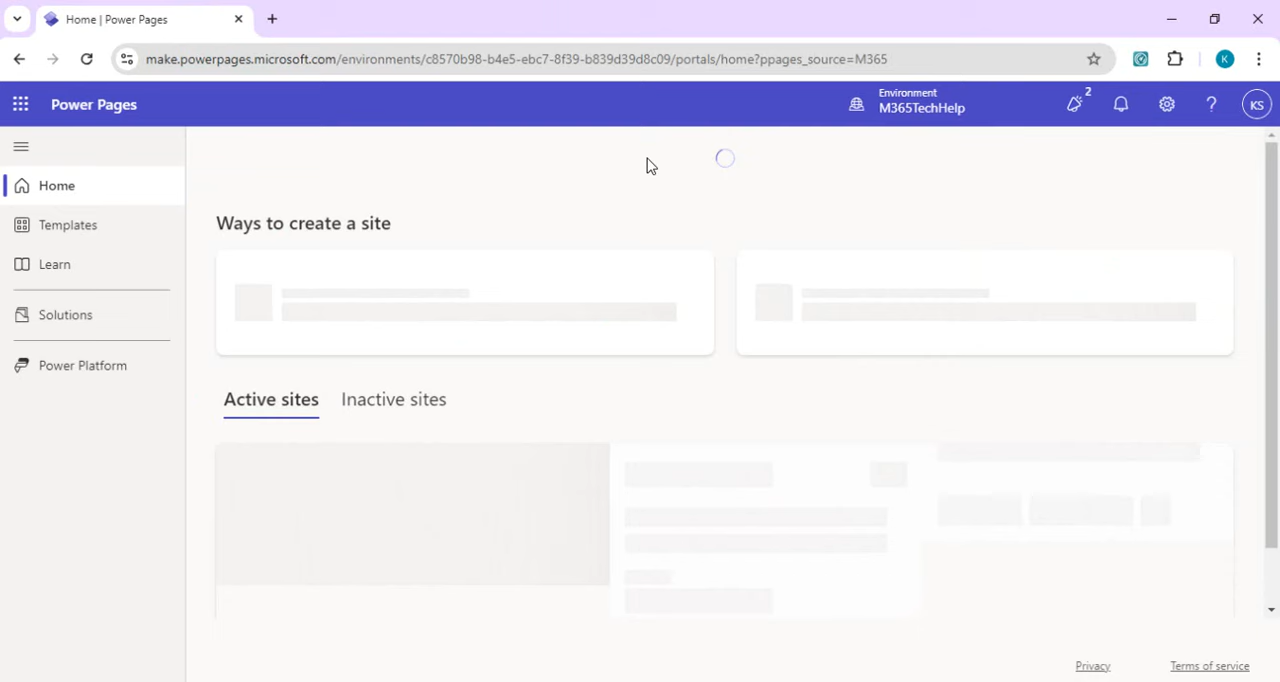 Home | Power Pages
make.powerpages.microsoft.com/environments/c8570b98-b4e5-ebc7-8f39-b839d39d8c09/portals/home?ppages_source=M365
K
Power Pages
Environment
M365TechHelp
2
KS
Home
Templates
Learn
Solutions
Power Platform
Ways to create a site
Active sites
Inactive sites
Privacy
Terms of service